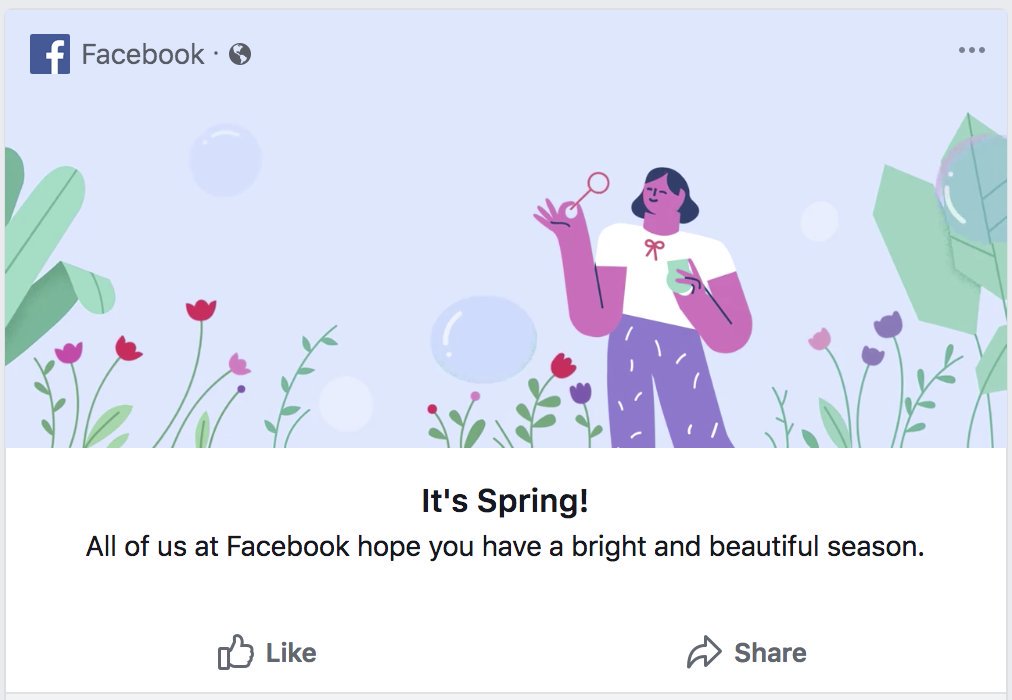 Facebook ·
It's Spring!
All of us at Facebook hope you have a bright and beautiful season.
Like
Share